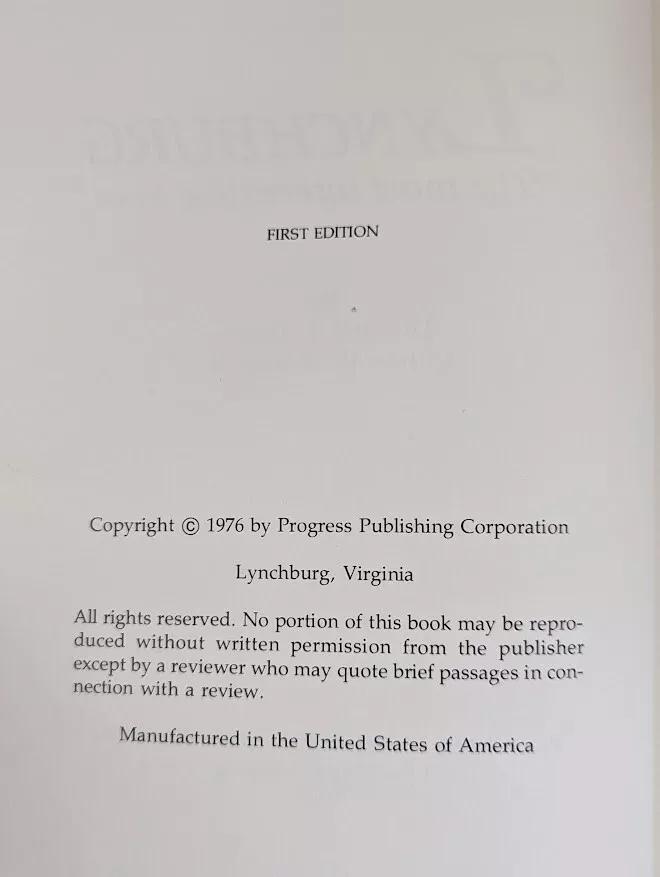 FIRST EDITION
Copyright © 1976 by Progress Publishing Corporation
Lynchburg, Virginia
All rights reserved. No portion of this book may be repro-
duced without written permission from the publisher
except by a reviewer who may quote brief passages in con-
nection with a review.
Manufactured in the United States of America